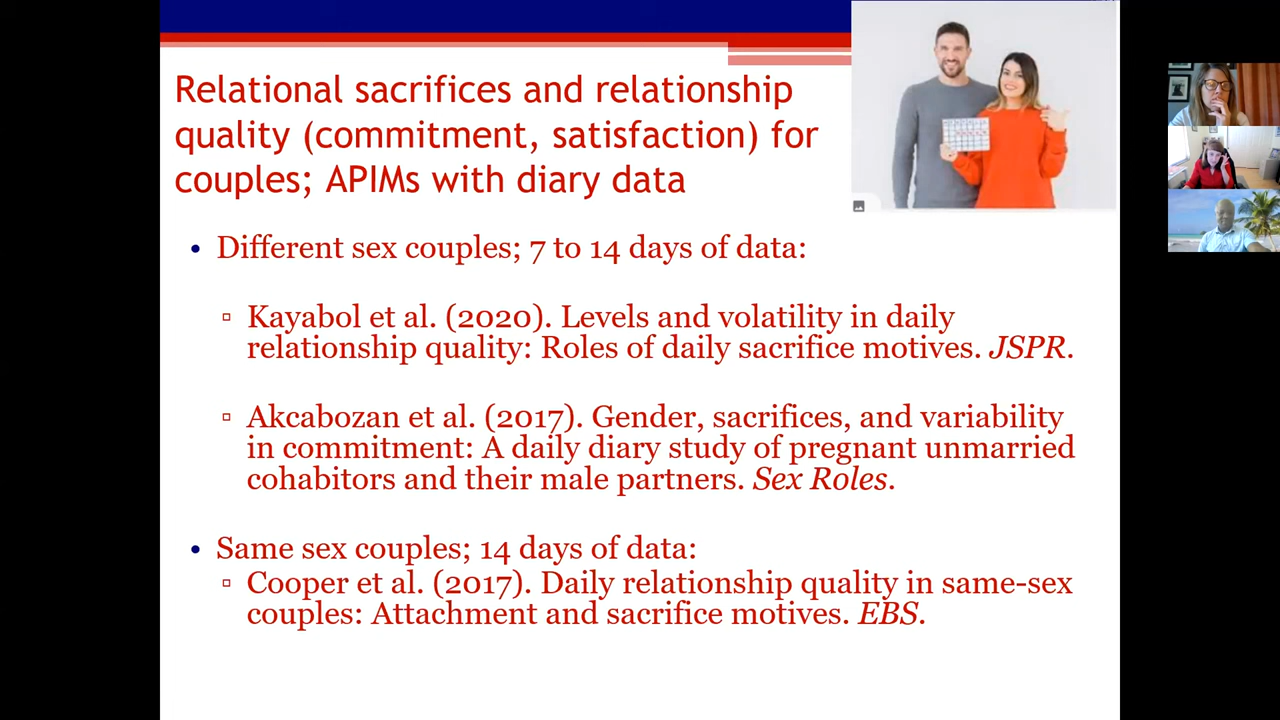 Relational sacrifices and relationship
quality (commitment, satisfaction) for
couples; APIMs with diary data
• Different sex couples; 7 to 14 days of data:
▫ Kayabol et al. (2020). Levels and volatility in daily
relationship quality: Roles of daily sacrifice motives. JSPR.
▫ Akcabozan et al. (2017). Gender, sacrifices, and variability
in commitment: A daily diary study of pregnant unmarried
cohabitors and their male partners. Sex Roles.
• Same sex couples; 14 days of data:
▫ Cooper et al. (2017). Daily relationship quality in same-sex
couples: Attachment and sacrifice motives. EBS.